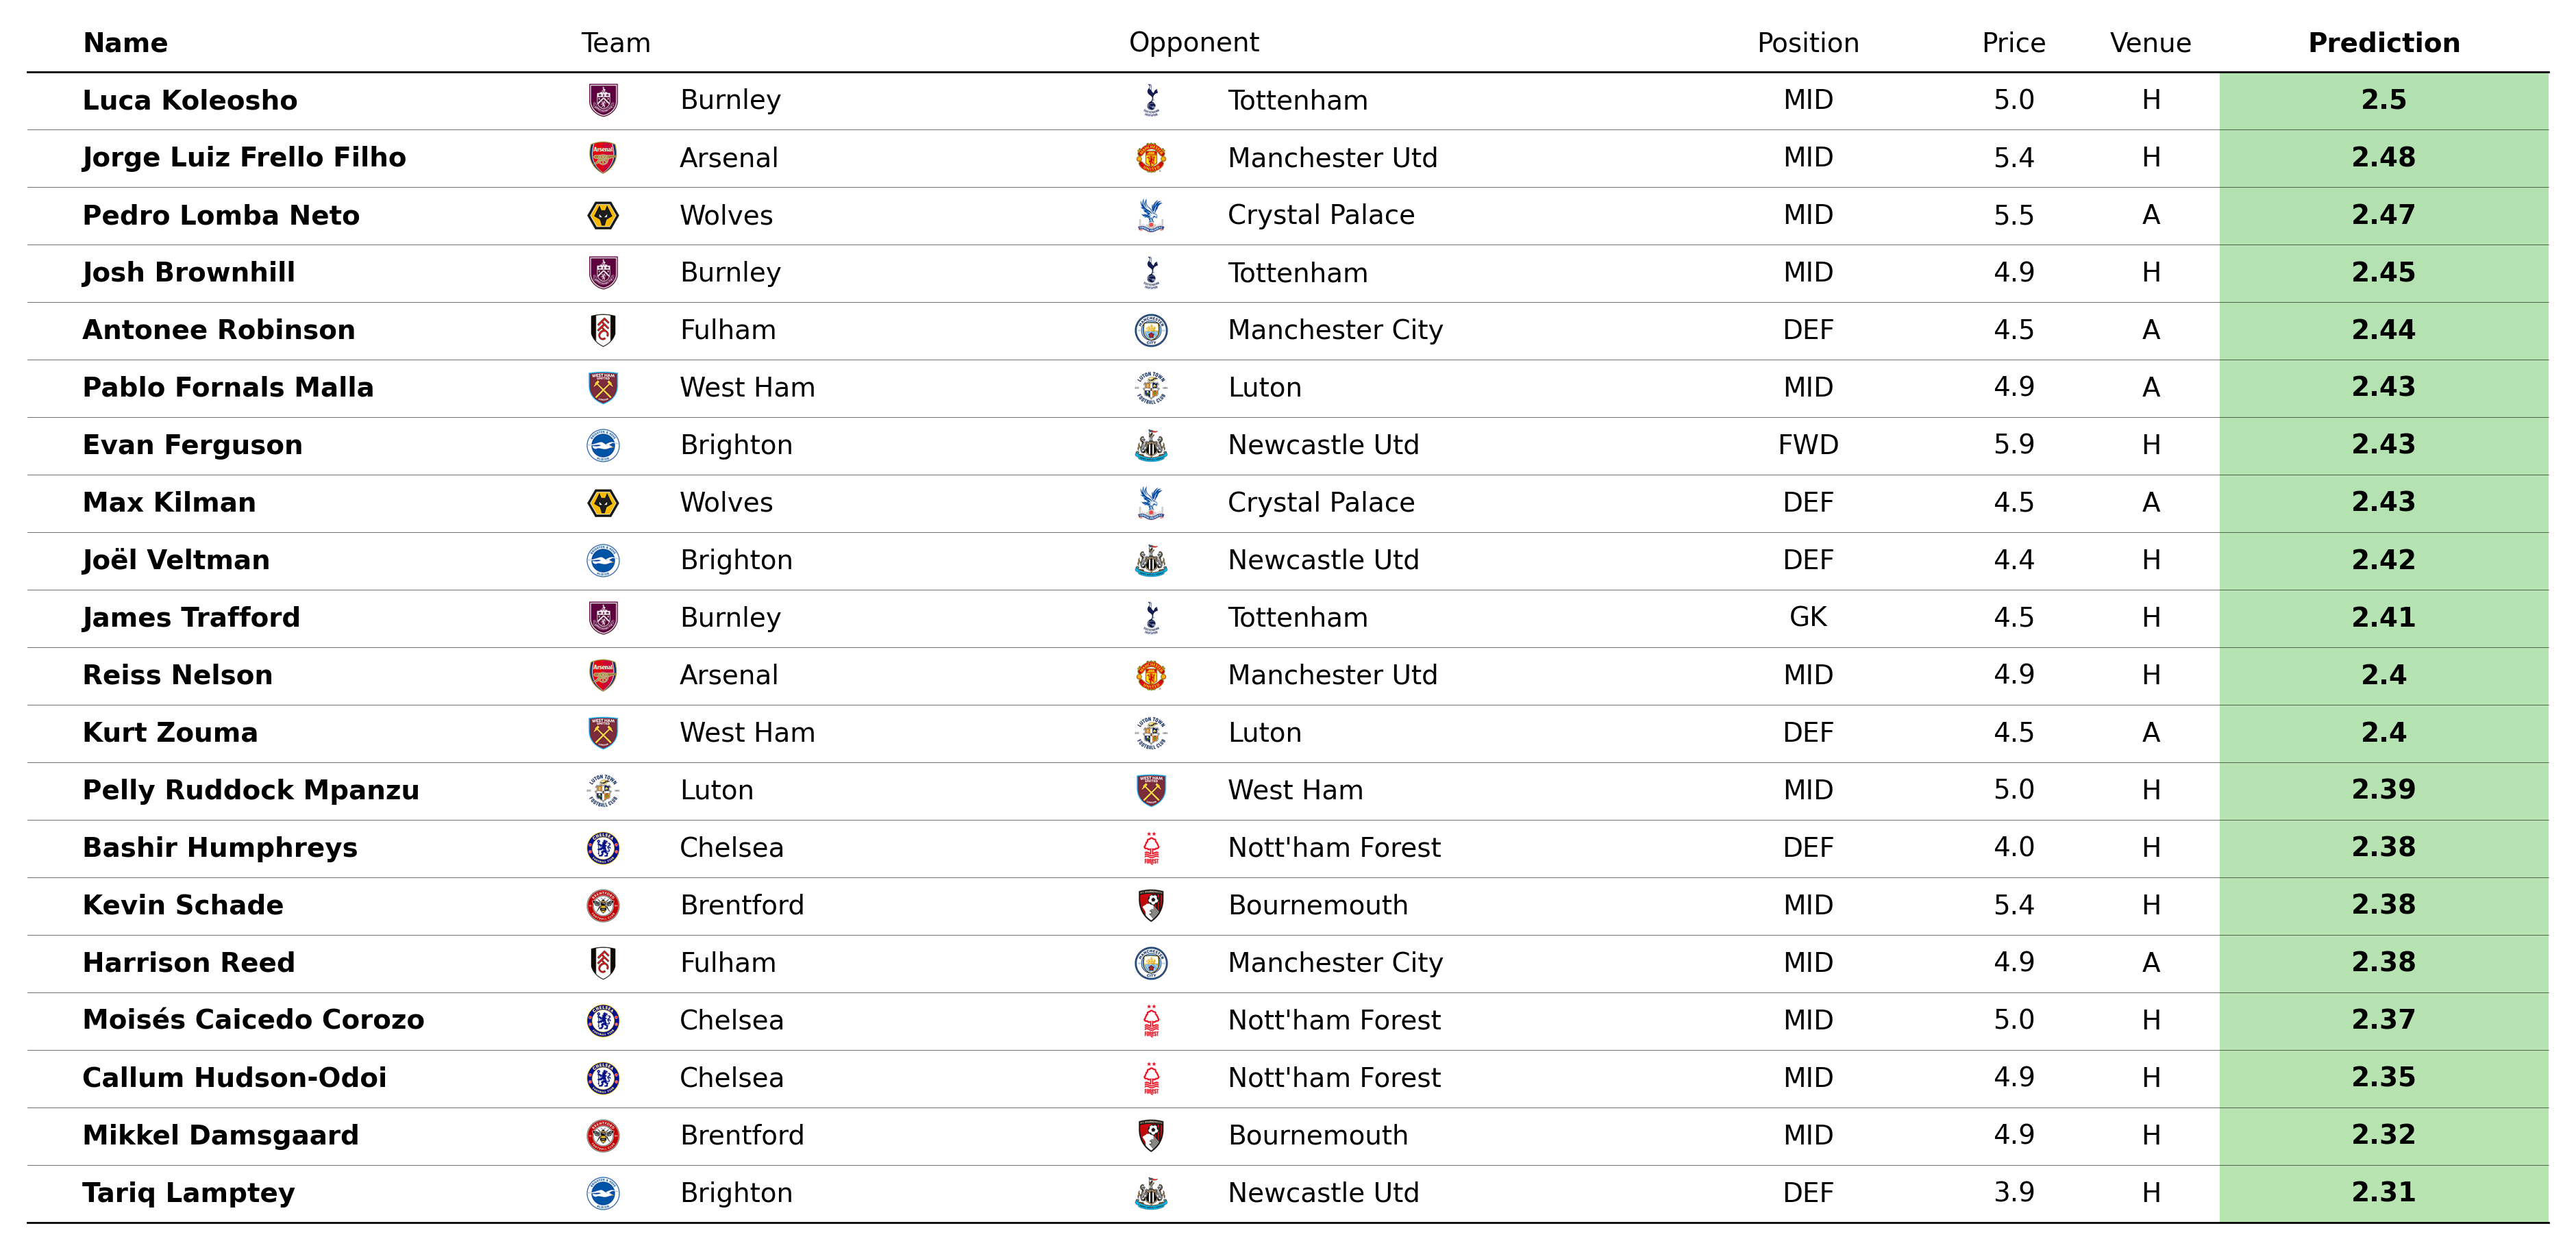 Name Team Opponent Position Price Venue Prediction
Luca Koleosho Burnley Tottenham MID 5.0 H 2.5
Jorge Luiz Frello Filho Arsenal Manchester Utd MID 5.4 H 2.48
Pedro Lomba Neto Wolves Crystal Palace MID 5.5 A 2.47
Josh Brownhill Burnley Tottenham MID 4.9 H 2.45
Antonee Robinson Fulham Manchester City DEF 4.5 A 2.44
Pablo Fornals Malla West Ham Luton MID 4.9 A 2.43
Evan Ferguson Brighton Newcastle Utd FWD 5.9 H 2.43
Max Kilman Wolves Crystal Palace DEF 4.5 A 2.43
Joël Veltman Brighton Newcastle Utd DEF 4.4 H 2.42
James Trafford Burnley Tottenham GK 4.5 H 2.41
Reiss Nelson Arsenal Manchester Utd MID 4.9 H 2.4
Kurt Zouma West Ham Luton DEF 4.5 A 2.4
Pelly Ruddock Mpanzu Luton West Ham MID 5.0 H 2.39
Bashir Humphreys Chelsea Nott'ham Forest DEF 4.0 H 2.38
Kevin Schade Brentford Bournemouth MID 5.4 H 2.38
Harrison Reed Fulham Manchester City MID 4.9 A 2.38
Moisés Caicedo Corozo Chelsea Nott'ham Forest MID 5.0 H 2.37
Callum Hudson-Odoi Chelsea Nott'ham Forest MID 4.9 H 2.35
Mikkel Damsgaard Brentford Bournemouth MID 4.9 H 2.32
Tariq Lamptey Brighton Newcastle Utd DEF 3.9 H 2.31